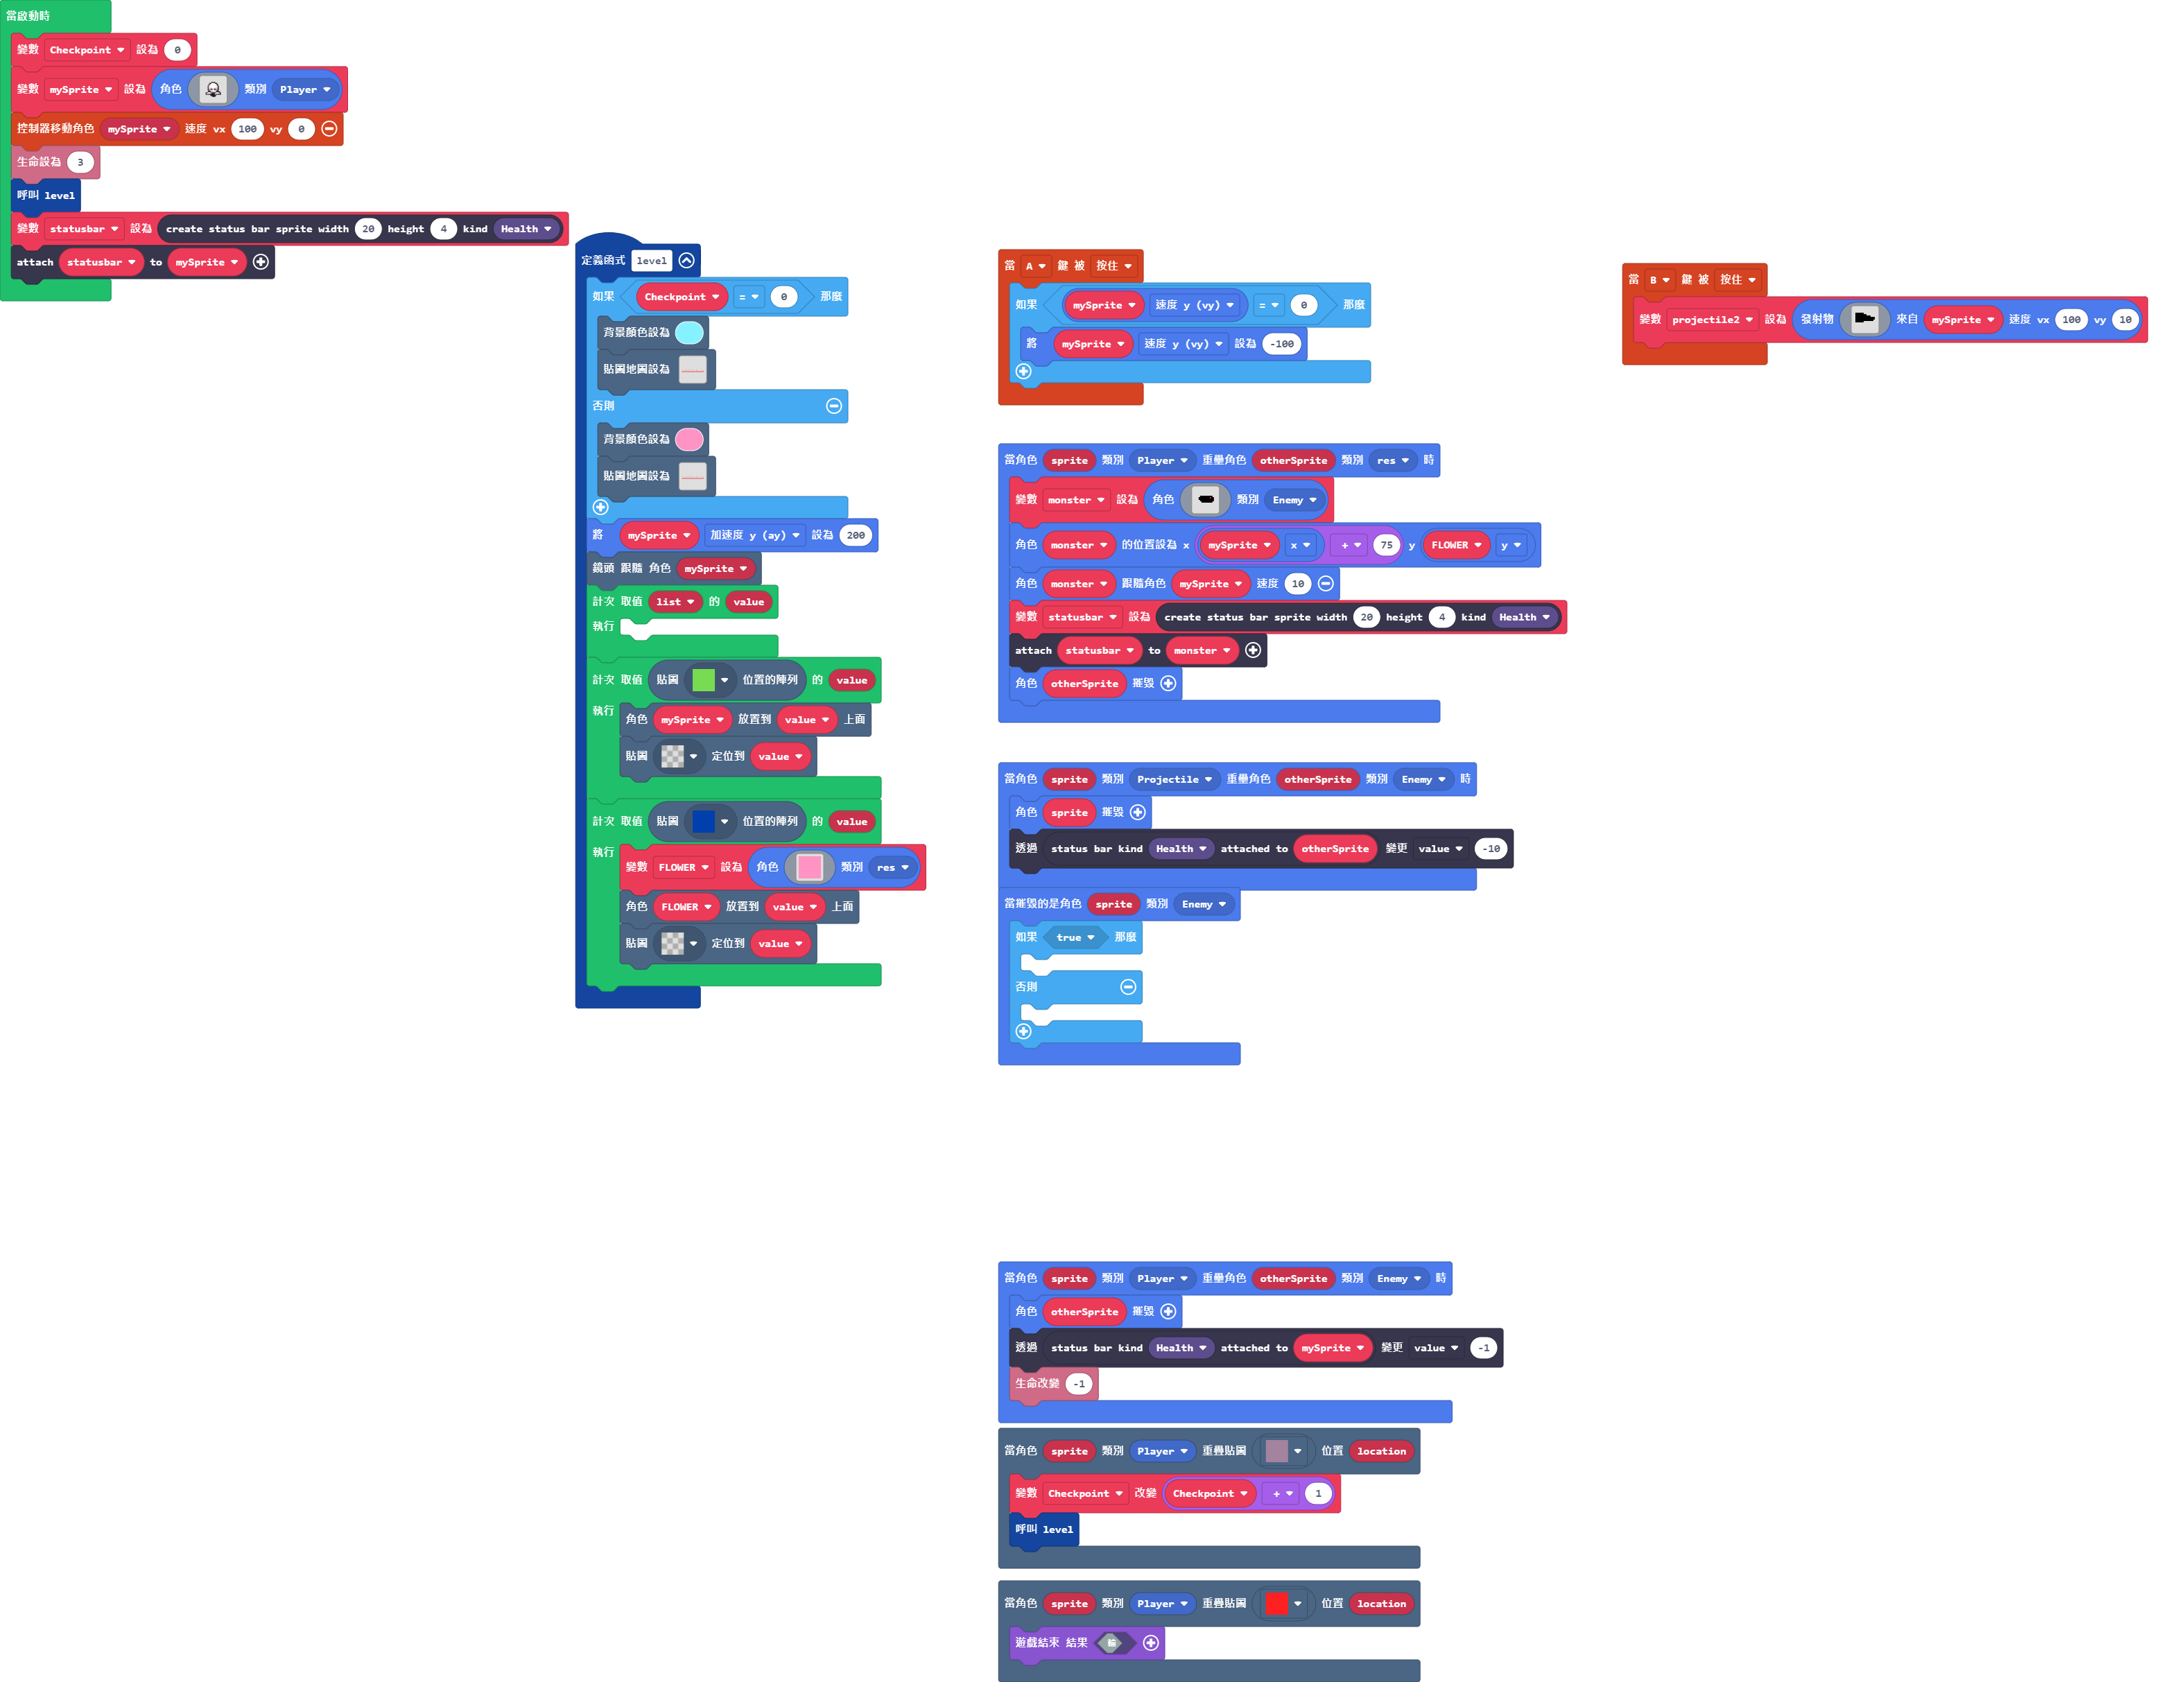 當啟動時
變數 Checkpoint 設為 0
變數 mySprite 設為 角色 類別 Player
控制器移動角色 mySprite 速度 vx 100 vy 0
生命設為 3
呼叫 level
變數 statusbar 設為 create status bar sprite width 20 height 4 kind Health
attach statusbar to mySprite
定義函式 level
如果 Checkpoint = 0 那麼
背景顏色設為
貼圖地圖設為
否則
背景顏色設為
貼圖地圖設為
將 mySprite 加速度 y (ay) 設為 200
鏡頭 跟隨 角色 mySprite
計次 取值 list 的 value
執行
計次 取值 貼圖 位置的陣列 的 value
執行
角色 mySprite 放置到 value 上面
貼圖 定位到 value
計次 取值 貼圖 位置的陣列 的 value
執行
變數 FLOWER 設為 角色 類別 res
角色 FLOWER 放置到 value 上面
貼圖 定位到 value
當 A 鍵 被 按住
如果 mySprite 速度 y (vy) = 0 那麼
將 mySprite 速度 y (vy) 設為 -100
當 B 鍵 被 按住
變數 projectile2 設為 發射物 來自 mySprite 速度 vx 100 vy 10
當角色 sprite 類別 Player 重疊角色 otherSprite 類別 res 時
變數 monster 設為 角色 類別 Enemy
角色 monster 的位置設為 x mySprite x + 75 y FLOWER y
角色 monster 跟隨角色 mySprite 速度 10
變數 statusbar 設為 create status bar sprite width 20 height 4 kind Health
attach statusbar to monster
角色 otherSprite 摧毀
當角色 sprite 類別 Projectile 重疊角色 otherSprite 類別 Enemy 時
角色 sprite 摧毀
透過 status bar kind Health attached to otherSprite 變更 value -10
當摧毀的是角色 sprite 類別 Enemy
如果 true 那麼
否則
當角色 sprite 類別 Player 重疊角色 otherSprite 類別 Enemy 時
角色 otherSprite 摧毀
透過 status bar kind Health attached to mySprite 變更 value -1
生命改變 -1
當角色 sprite 類別 Player 重疊貼圖 位置 location
變數 Checkpoint 改變 Checkpoint + 1
呼叫 level
當角色 sprite 類別 Player 重疊貼圖 位置 location
遊戲結束 結果 輸